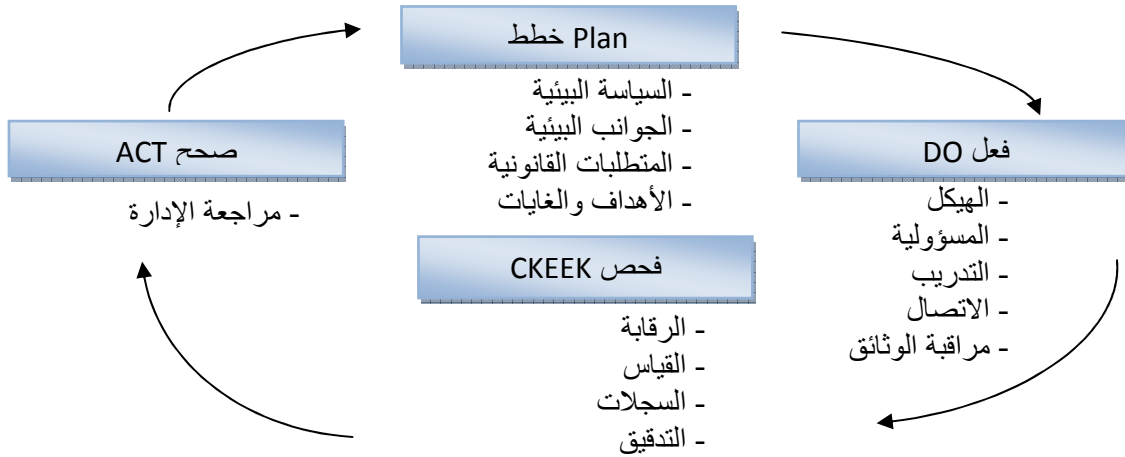 خطط Plan
- السياسة البيئية
- الجوانب البيئية
- المتطلبات القانونية
- الأهداف والغايات
فعل DO
- الهيكل
- المسؤولية
- التدريب
- الاتصال
- مراقبة الوثائق
فحص CKEEK
- الرقابة
- القياس
- السجلات
- التدقيق
صحح ACT
- مراجعة الإدارة